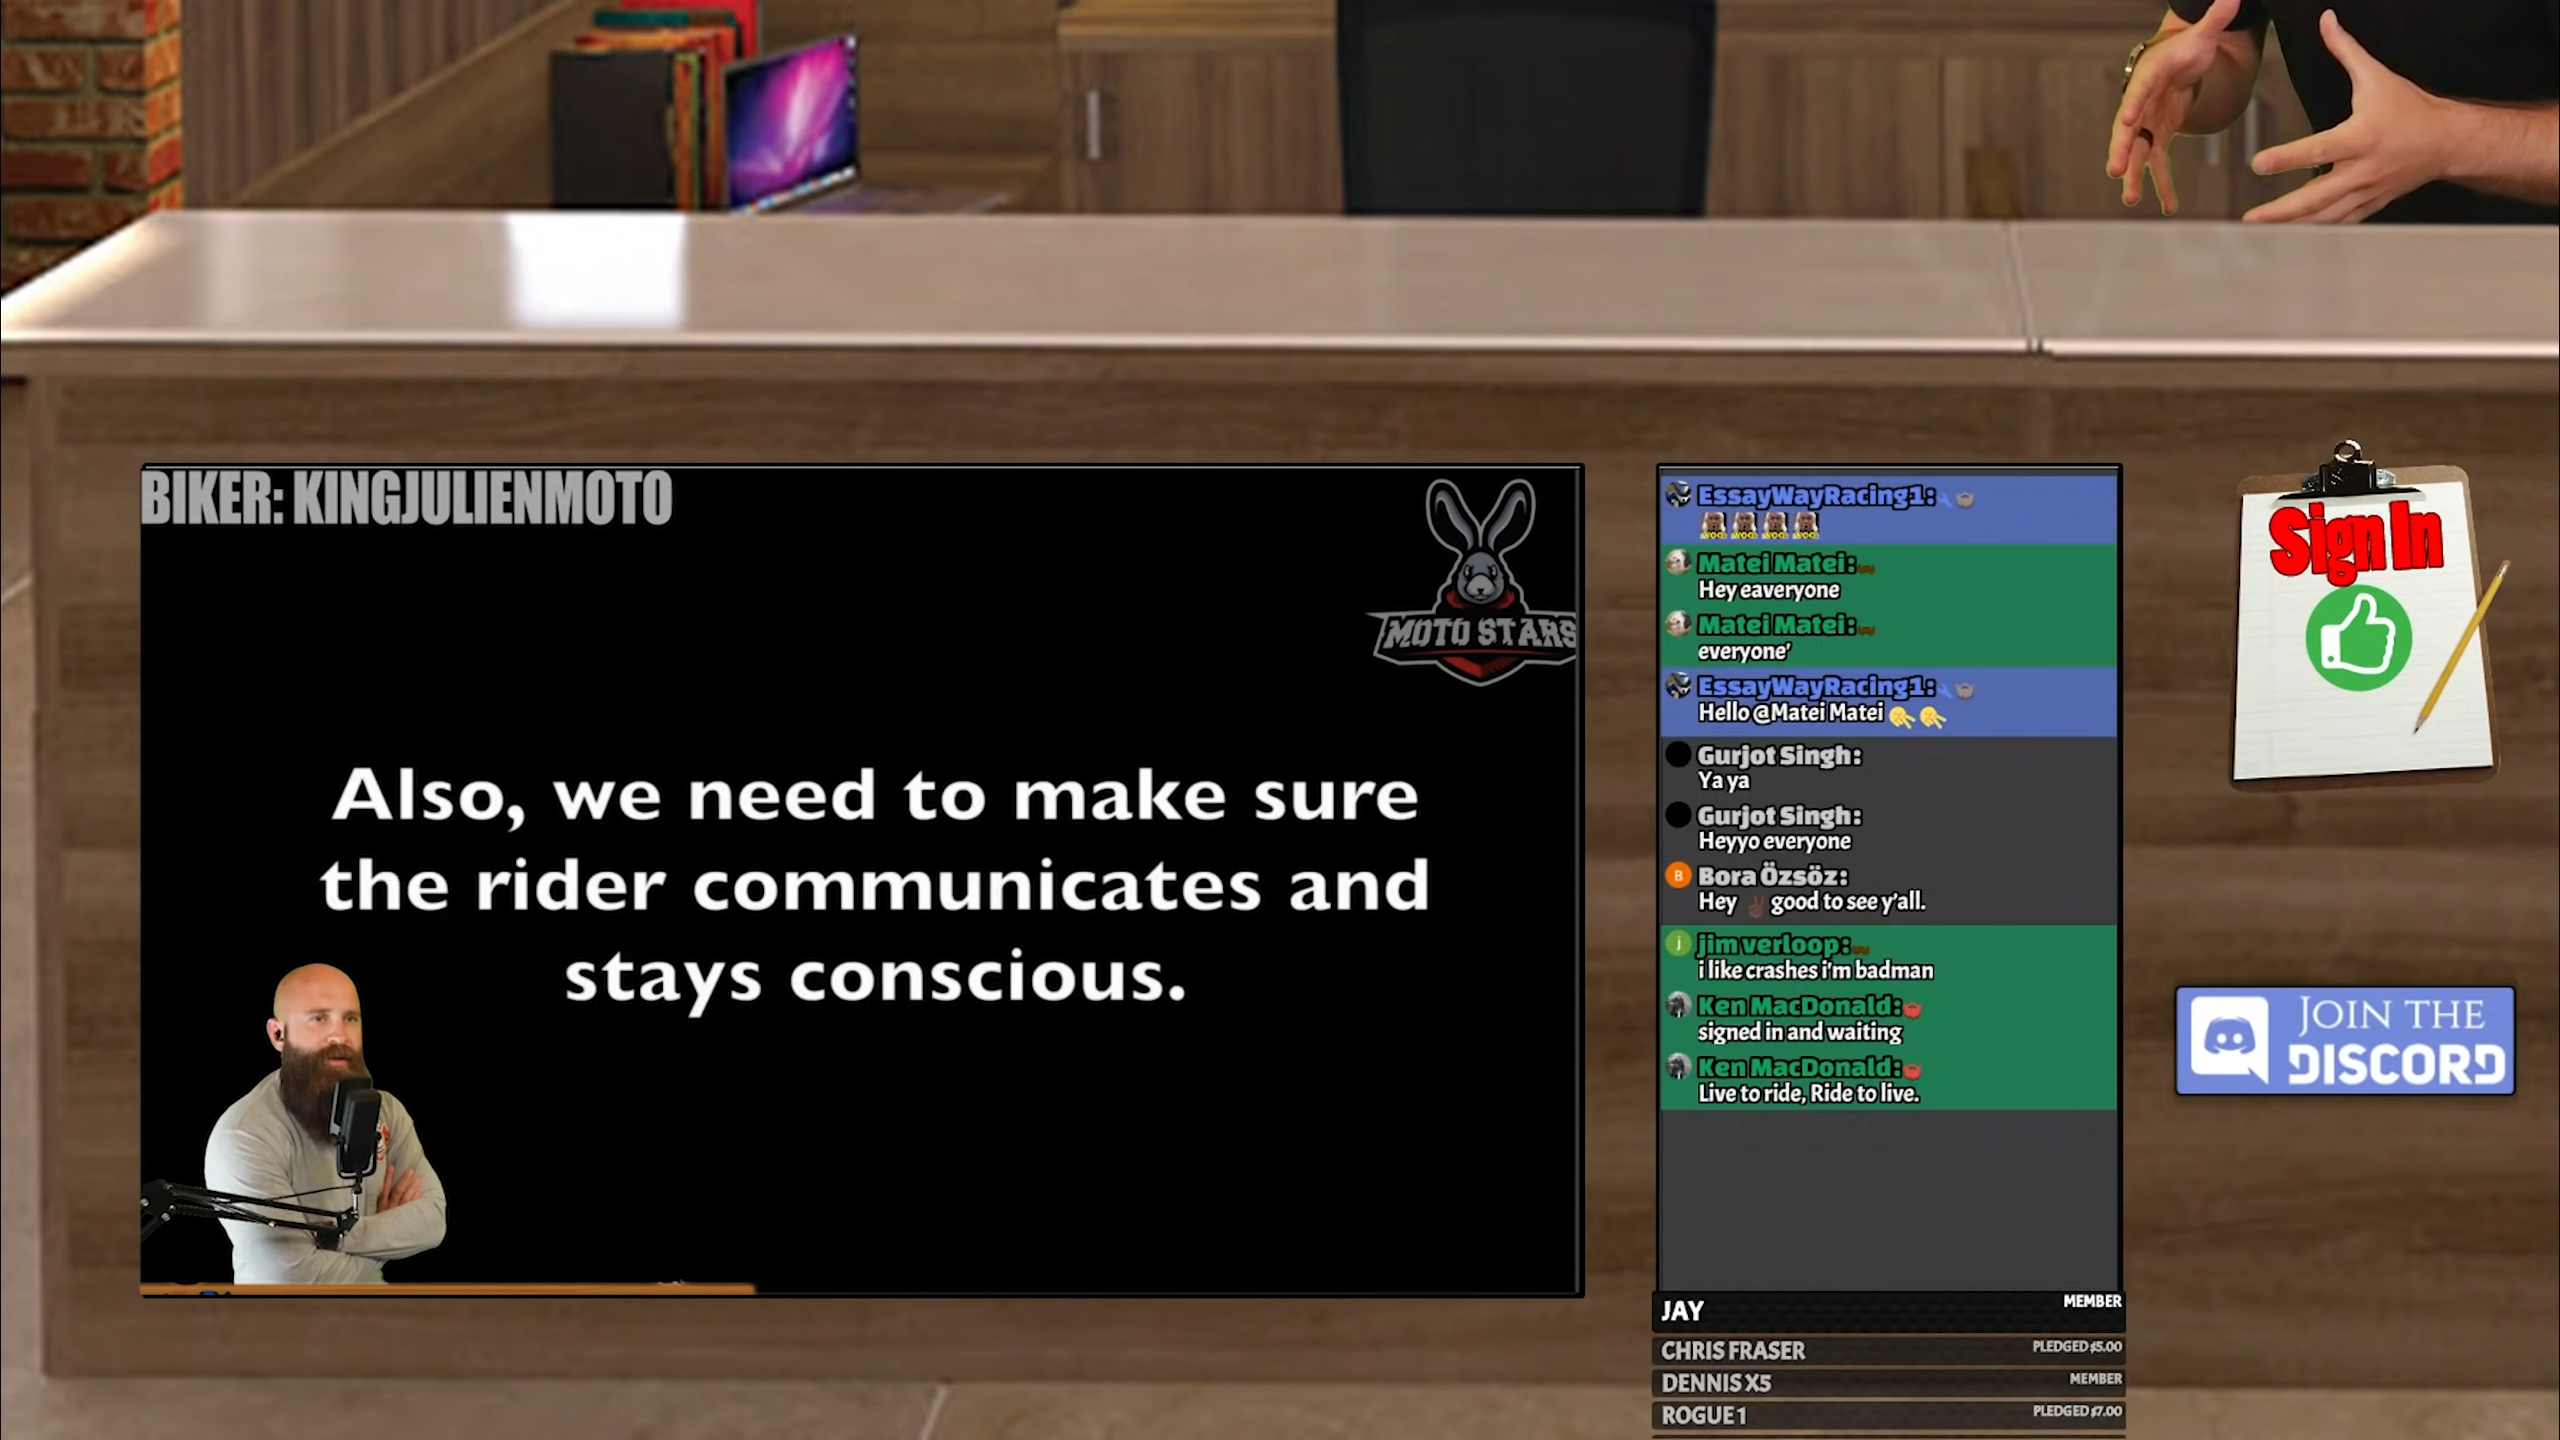 BIKER: KINGJULIENMOTO
MOTO STARS
Also, we need to make sure
the rider communicates and
stays conscious.
EssayWayRacing1:
Matei Matei:
Hey eaveryone
Matei Matei:
everyone'
EssayWayRacing1:
Hello @Matei Matei
Gurjot Singh:
Ya ya
Gurjot Singh:
Heyyo everyone
B Bora Özsöz:
Hey good to see y'all.
j jim verloop:
i like crashes i'm badman
Ken MacDonald:
signed in and waiting
Ken MacDonald:
Live to ride, Ride to live.
JAY MEMBER
CHRIS FRASER PLEDGED $5.00
DENNIS X5 MEMBER
ROGUE1 PLEDGED $7.00
Sign In
JOIN THE
DISCORD